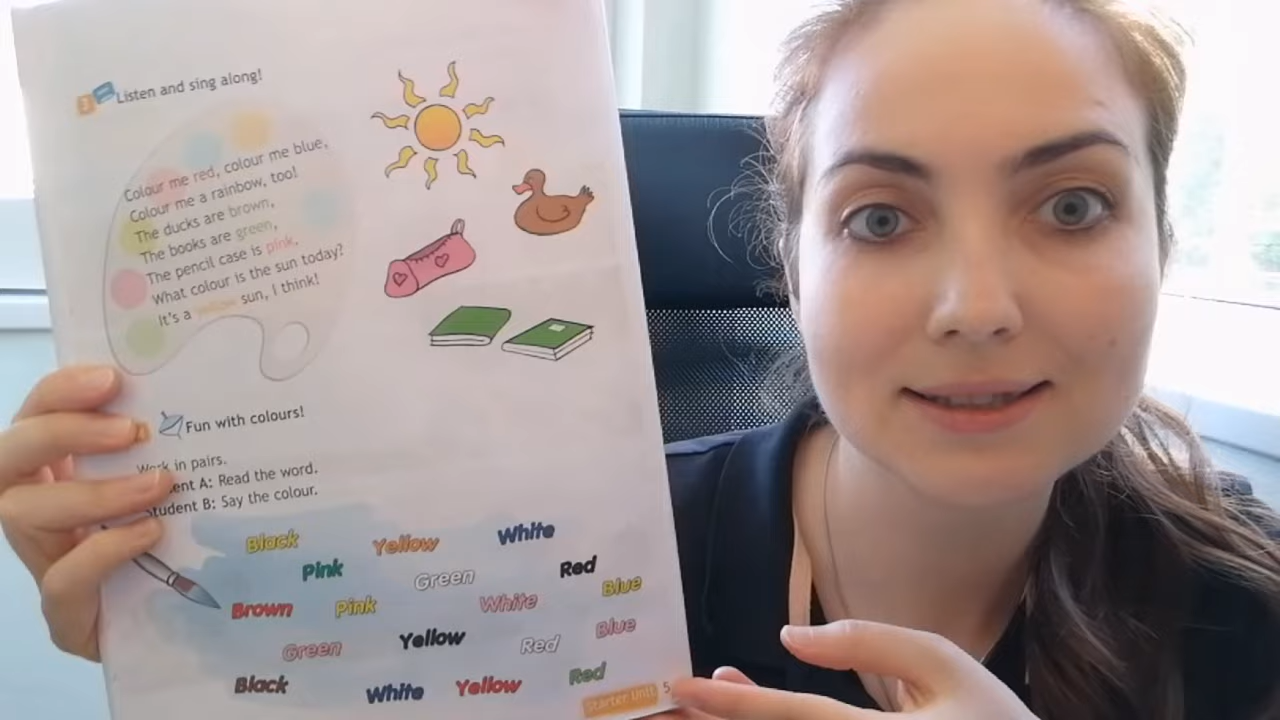 3 Listen and sing along!
Colour me red, colour me blue,
Colour me a rainbow, too!
The ducks are brown,
The books are green,
The pencil case is pink,
What colour is the sun today?
It's a yellow sun, I think!
Fun with colours!
Work in pairs.
ent A: Read the word.
Student B: Say the colour.
Black Yellow White
Pink Green Red
Brown Pink White Blue
Green Yellow Red Blue
Black White Yellow Red
Starter Unit 5